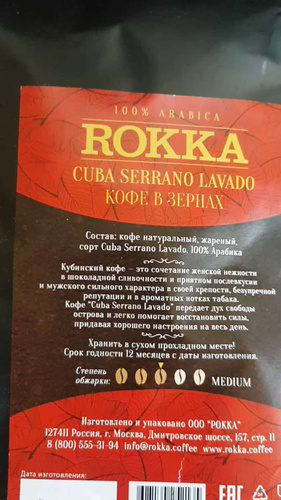 100% ARABICA
ROKKA
CUBA SERRANO LAVADO
КОФЕ В ЗЕРНАХ
Состав: кофе натуральный, жареный,
сорт Cuba Serrano Lavado, 100% Арабика
Кубинский кофе — это сочетание женской нежности
в шоколадной сливочности и приятном послевкусии
и мужского сильного характера в своей крепости, безупречной
репутации и в ароматных нотках табака.
Кофе "Cuba Serrano Lavado" передает дух свободы
острова и легко помогает восстановить силы,
придавая хорошего настроения на весь день.
Хранить в сухом прохладном месте!
Срок годности 12 месяцев с даты изготовления.
Степень
обжарки: MEDIUM
Изготовлено и упаковано ООО "РОККА"
127411 Россия, г. Москва, Дмитровское шоссе, 157, стр. 11
8 (800) 555-31-94 info@rokka.coffee www.rokka.coffee
Дата изготовления:
EAC